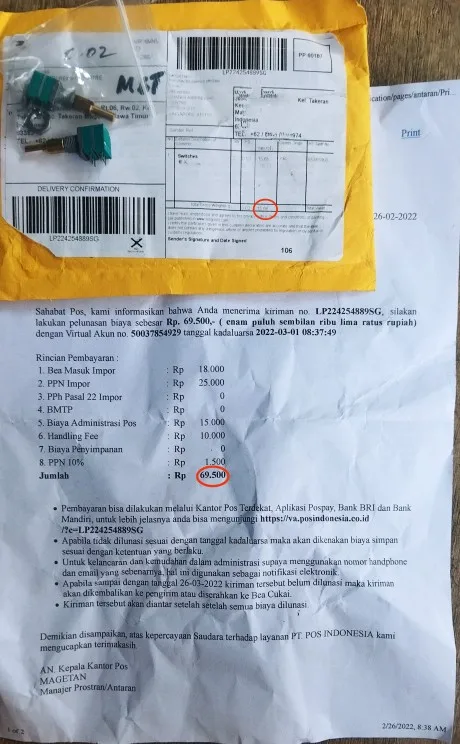 MGT
PP 80187
LP224254889SG
Kel Takeran
Indonesia
TEL.
Switches
DELIVERY CONFIRMATION
LP224254889SG
Sender's Signature and Date Signed
106
cation/pages/antaran/Pri...
Print
26-02-2022
Sahabat Pos, kami informasikan bahwa Anda menerima kiriman no. LP224254889SG, silakan
lakukan pelunasan biaya sebesar Rp. 69.500,- ( enam puluh sembilan ribu lima ratus rupiah)
dengan Virtual Akun no. 50037854929 tanggal kadaluarsa 2022-03-01 08:37:49
Rincian Pembayaran :
1. Bea Masuk Impor : Rp 18.000
2. PPN Impor : Rp 25.000
3. PPh Pasal 22 Impor : Rp 0
4. BMTP : Rp 0
5. Biaya Administrasi Pos : Rp 15.000
6. Handling Fee : Rp 10.000
7. Biaya Penyimpanan : Rp 0
8. PPN 10% : Rp 1.500
Jumlah : Rp 69.500
• Pembayaran bisa dilakukan melalui Kantor Pos Terdekat, Aplikasi Pospay, Bank BRI dan Bank
Mandiri, untuk lebih jelasnya anda bisa mengunjungi https://va.posindonesia.co.id
/?e=LP224254889SG
• Apabila tidak dilunasi sesuai dengan tanggal kadaluarsa maka akan dikenakan biaya simpan
sesuai dengan ketentuan yang berlaku.
• Untuk kelancaran dan kemudahan dalam administrasi supaya menggunakan nomor handphone
dan email yang sebenarnya, hal ini digunakan sebagai notifikasi elektronik.
• Apabila sampai dengan tanggal 26-03-2022 kiriman tersebut belum dilunasi maka kiriman
akan dikembalikan ke pengirim atau diserahkan ke Bea Cukai.
• Kiriman tersebut akan diantar setelah setelah semua biaya dilunasi.
Demikian disampaikan, atas kepercayaan Saudara terhadap layanan PT. POS INDONESIA kami
mengucapkan terimakasih.
AN. Kepala Kantor Pos
MAGETAN
Manajer Prostran/Antaran
1 of 2
2/26/2022, 8:38 AM